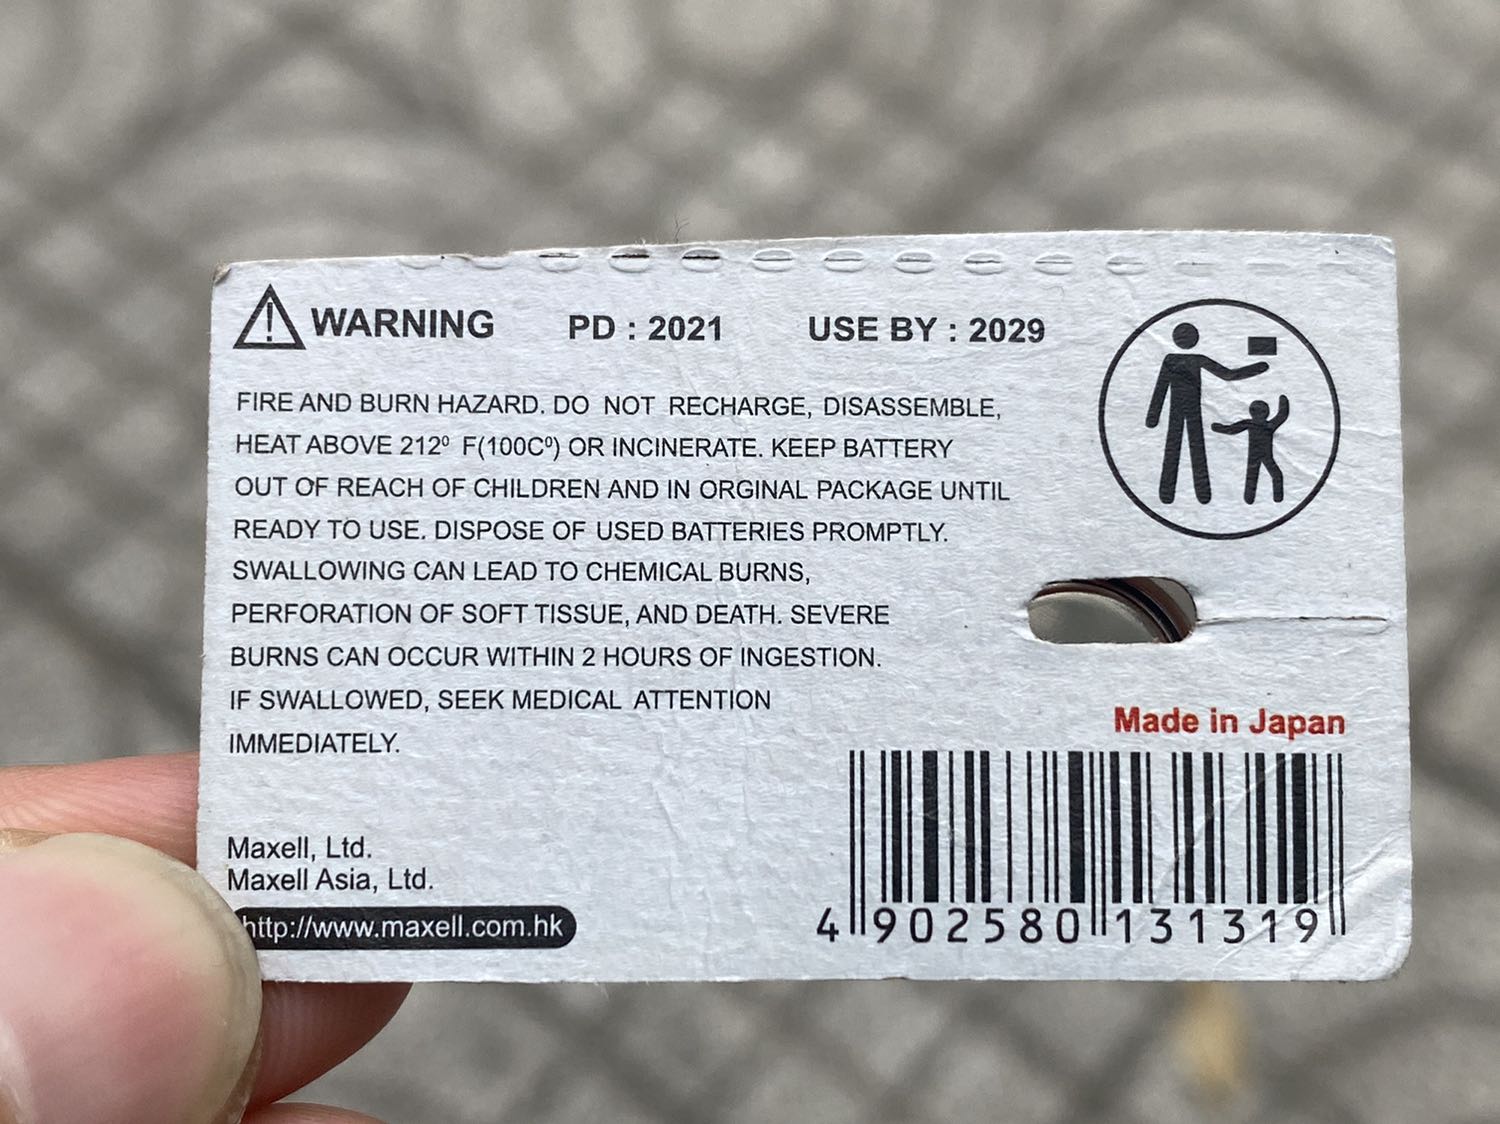 WARNING PD : 2021 USE BY : 2029
FIRE AND BURN HAZARD. DO NOT RECHARGE, DISASSEMBLE,
HEAT ABOVE 212⁰ F(100C⁰) OR INCINERATE. KEEP BATTERY
OUT OF REACH OF CHILDREN AND IN ORGINAL PACKAGE UNTIL
READY TO USE. DISPOSE OF USED BATTERIES PROMPTLY.
SWALLOWING CAN LEAD TO CHEMICAL BURNS,
PERFORATION OF SOFT TISSUE, AND DEATH. SEVERE
BURNS CAN OCCUR WITHIN 2 HOURS OF INGESTION.
IF SWALLOWED, SEEK MEDICAL ATTENTION
IMMEDIATELY.
Made in Japan
Maxell, Ltd.
Maxell Asia, Ltd.
http://www.maxell.com.hk
4 902580 131319